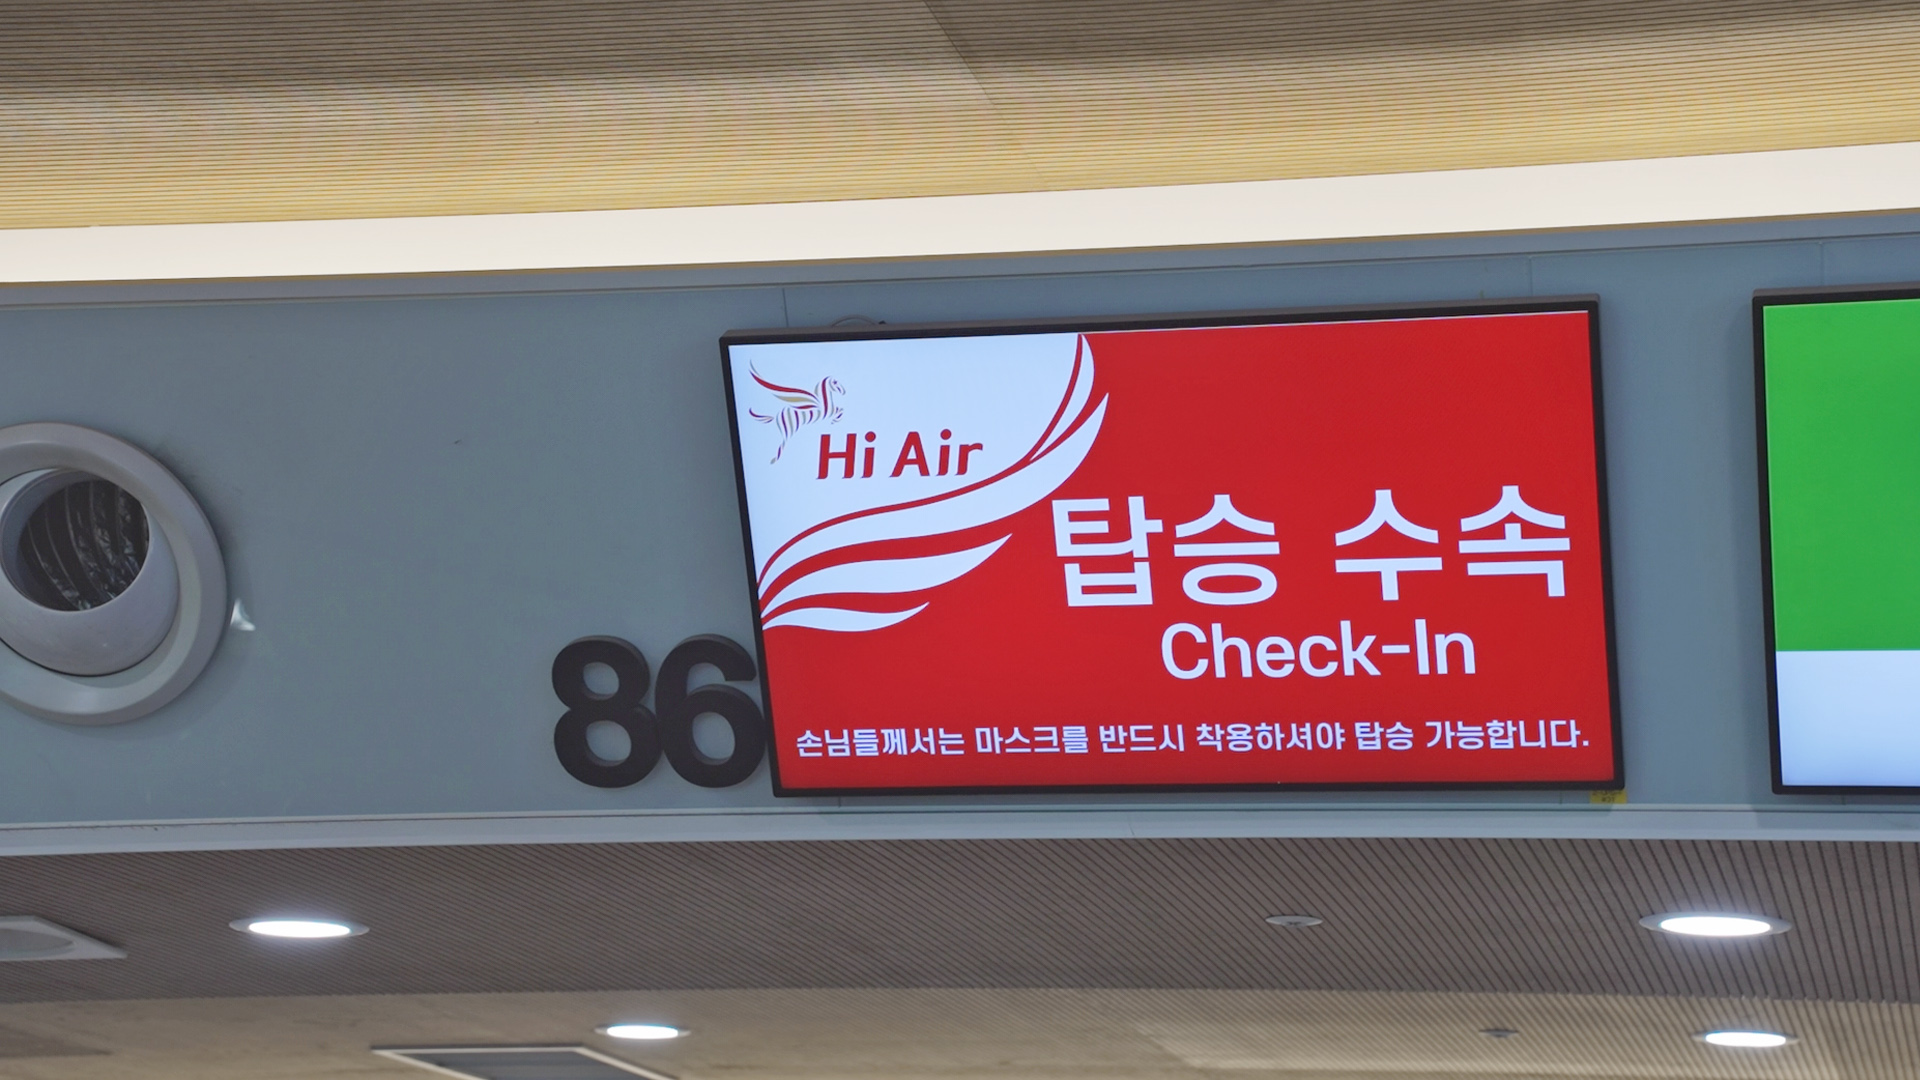 Hi Air
탑승 수속
Check-In
86
손님들께서는 마스크를 반드시 착용하셔야 탑승 가능합니다.